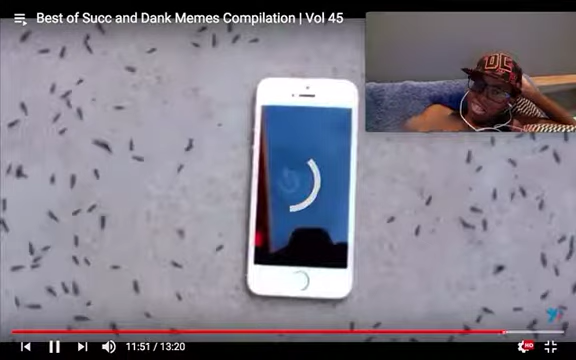 Best of Succ and Dank Memes Compilation | Vol 45
DC
11:51 / 13:20
HD